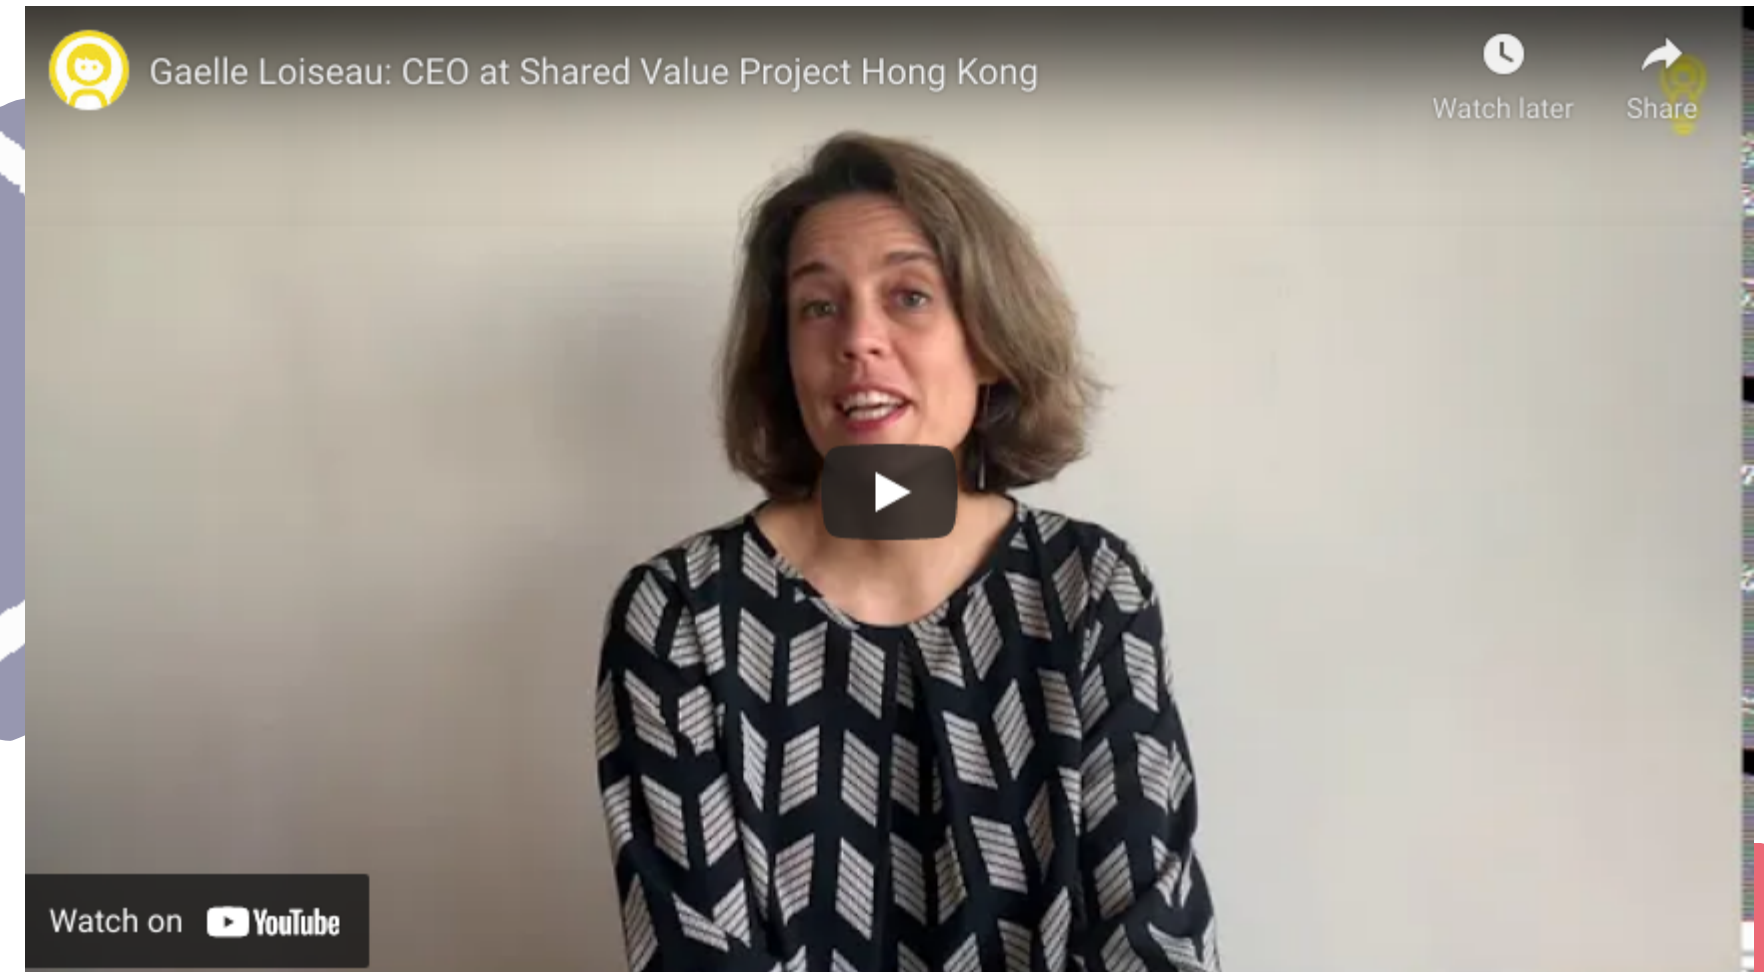 Gaelle Loiseau: CEO at Shared Value Project Hong Kong
Watch later
Share
Watch on YouTube